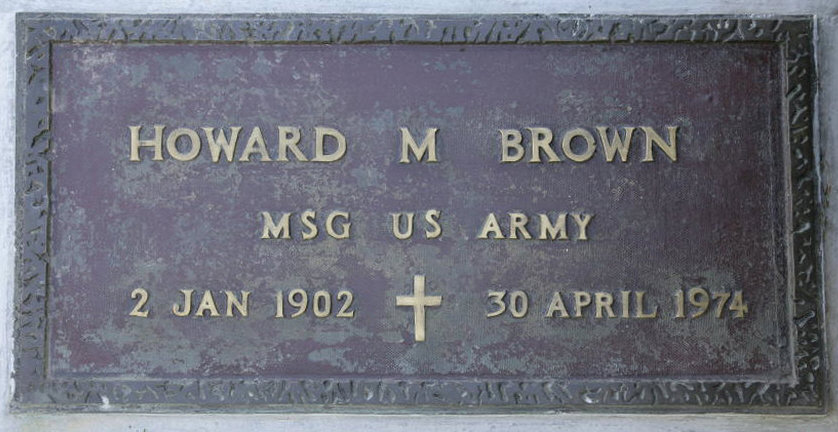 HOWARD M BROWN
MSG US ARMY
2 JAN 1902 30 APRIL 1974